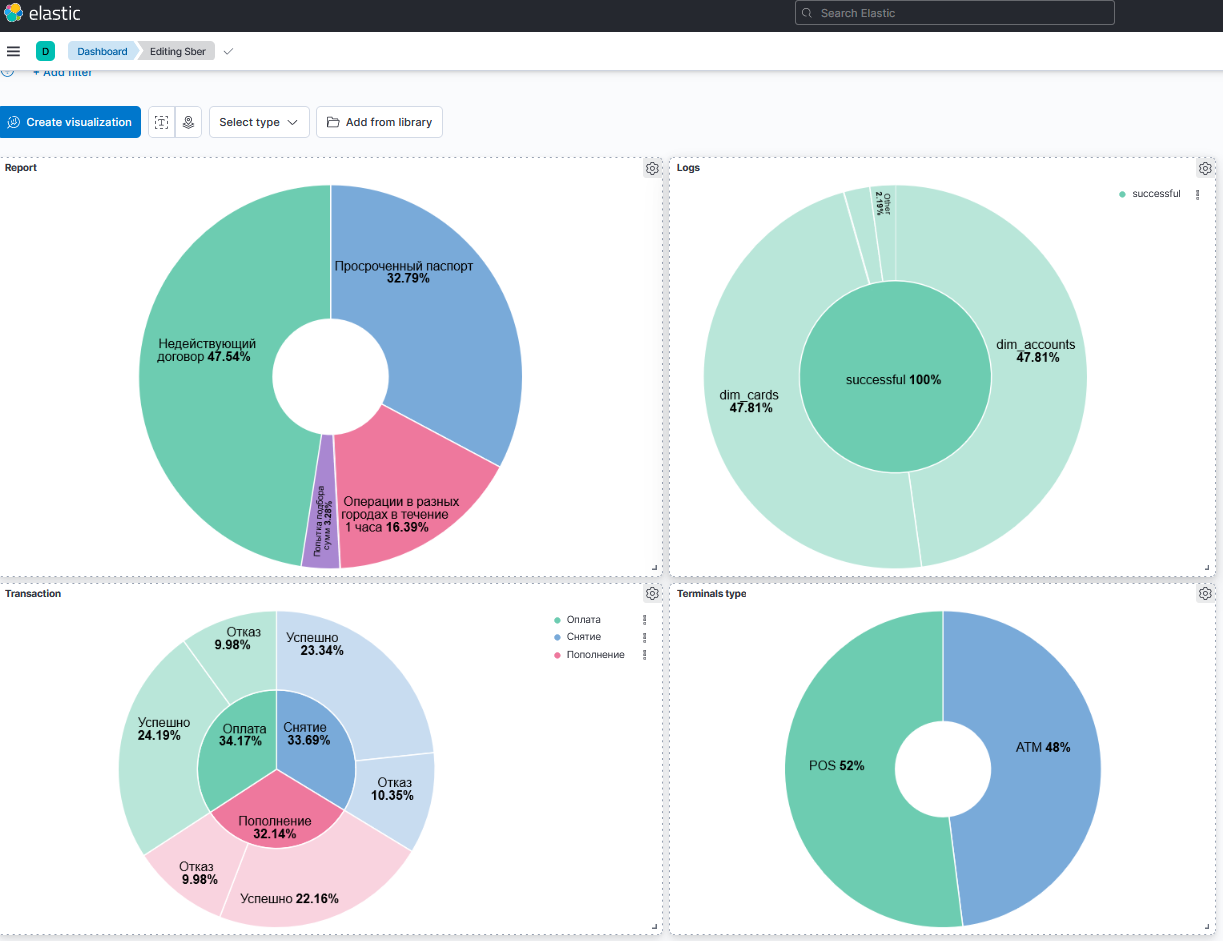 elastic
Search Elastic
D
Dashboard
Editing Sber
+ Add filter
Create visualization
T
Select type
Add from library
Report
Просроченный паспорт
32.79%
Недействующий
договор 47.54%
Операции в разных
городах в течение
1 часа 16.39%
Попытка подбора
сумм 3.28%
Logs
successful
Other
2.19%
dim_accounts
47.81%
successful 100%
dim_cards
47.81%
Transaction
Оплата
Снятие
Пополнение
Отказ
9.98%
Успешно
23.34%
Успешно
24.19%
Оплата
34.17%
Снятие
33.69%
Отказ
10.35%
Пополнение
32.14%
Отказ
9.98%
Успешно 22.16%
Terminals type
ATM 48%
POS 52%